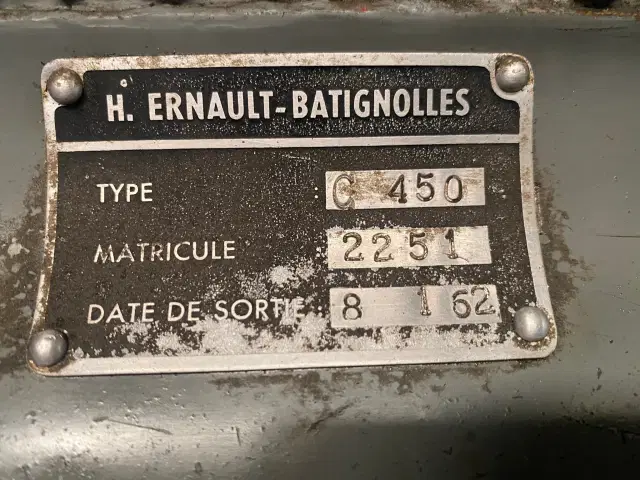 H. ERNAULT-BATIGNOLLES
TYPE : C 450
MATRICULE 2251
DATE DE SORTIE : 8 1 62